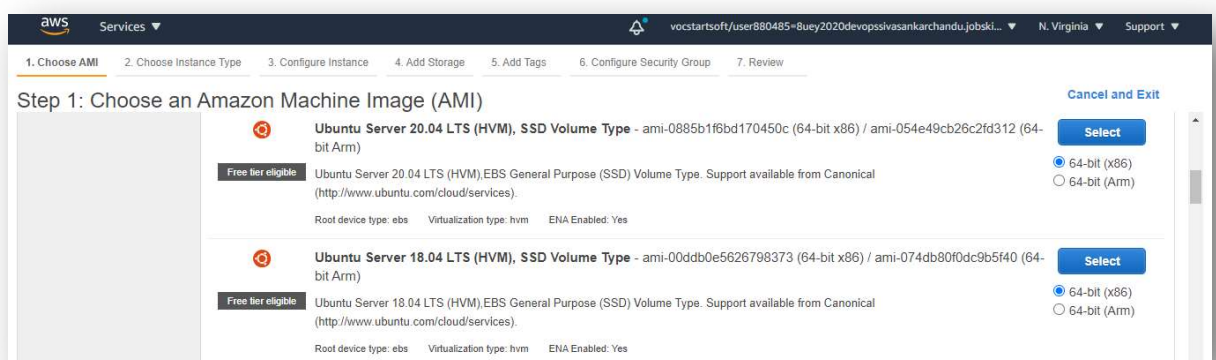 aws Services ▼ vocstartsoft/user880485=8uey2020devopssivasankarchandu.jobski... ▼ N. Virginia ▼ Support ▼
1. Choose AMI 2. Choose Instance Type 3. Configure Instance 4. Add Storage 5. Add Tags 6. Configure Security Group 7. Review
Step 1: Choose an Amazon Machine Image (AMI) Cancel and Exit
Ubuntu Server 20.04 LTS (HVM), SSD Volume Type - ami-0885b1f6bd170450c (64-bit x86) / ami-054e49cb26c2fd312 (64-
bit Arm)
Select
Free tier eligible
Ubuntu Server 20.04 LTS (HVM),EBS General Purpose (SSD) Volume Type. Support available from Canonical
(http://www.ubuntu.com/cloud/services).
64-bit (x86)
64-bit (Arm)
Root device type: ebs Virtualization type: hvm ENA Enabled: Yes
Ubuntu Server 18.04 LTS (HVM), SSD Volume Type - ami-00ddb0e5626798373 (64-bit x86) / ami-074db80f0dc9b5f40 (64-
bit Arm)
Select
Free tier eligible
Ubuntu Server 18.04 LTS (HVM),EBS General Purpose (SSD) Volume Type. Support available from Canonical
(http://www.ubuntu.com/cloud/services).
64-bit (x86)
64-bit (Arm)
Root device type: ebs Virtualization type: hvm ENA Enabled: Yes